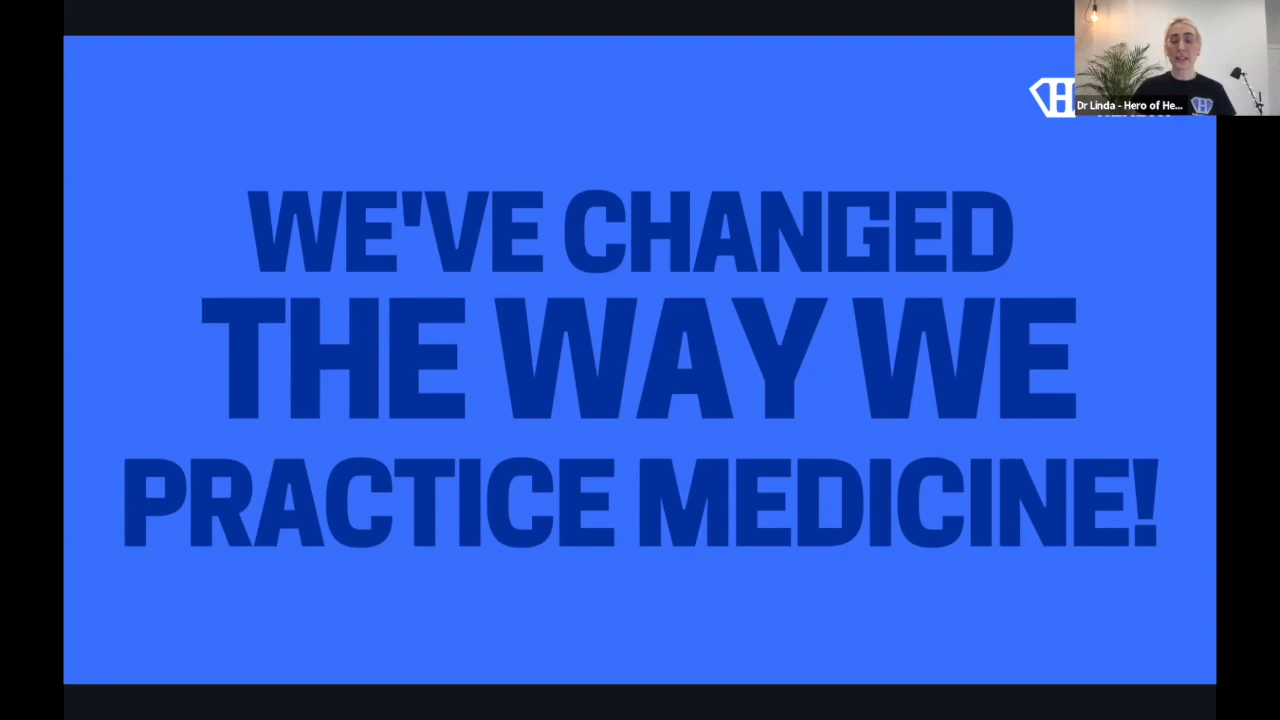 WE'VE CHANGED
THE WAY WE
PRACTICE MEDICINE!
Dr Linda - Hero of He...